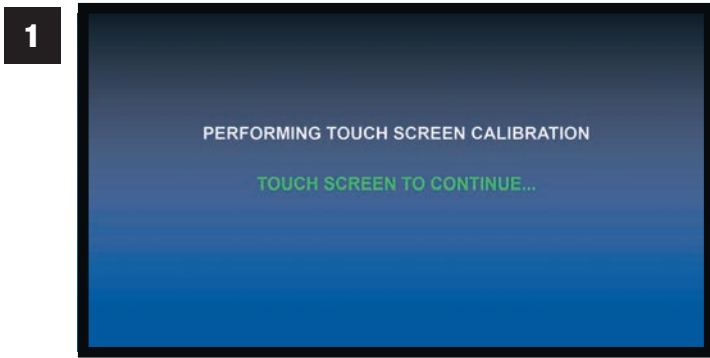 1
PERFORMING TOUCH SCREEN CALIBRATION
TOUCH SCREEN TO CONTINUE...